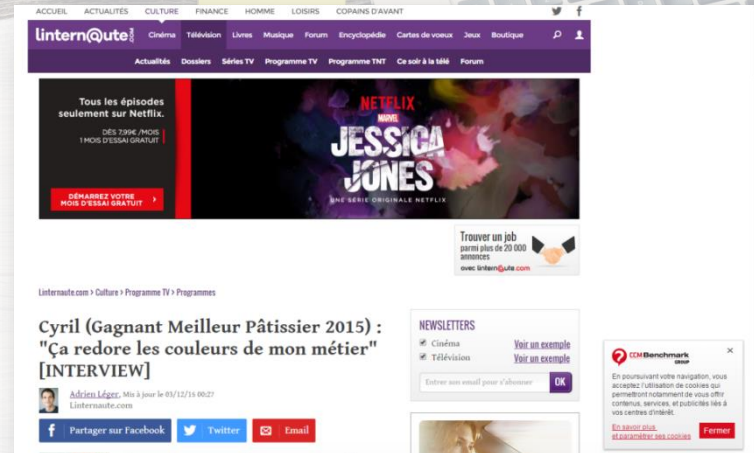 ACCUEIL ACTUALITÉS CULTURE FINANCE HOMME LOISIRS COPAINS D'AVANT
lintern@ute.com Cinéma Télévision Livres Musique Forum Encyclopédie Cartes de voeux Jeux Boutique
Actualités Dossiers Séries TV Programme TV Programme TNT Ce soir à la télé Forum
Tous les épisodes
seulement sur Netflix.
DÈS 7,99€ /MOIS
1 MOIS D'ESSAI GRATUIT
DÉMARREZ VOTRE
MOIS D'ESSAI GRATUIT
NETFLIX
MARVEL
JESSICA
JONES
UNE SÉRIE ORIGINALE NETFLIX
Trouver un job
parmi plus de 20 000
annonces
avec lintern@ute.com
Linternaute.com > Culture > Programme TV > Programmes
Cyril (Gagnant Meilleur Pâtissier 2015) :
"Ça redore les couleurs de mon métier"
[INTERVIEW]
Adrien Léger, Mis à jour le 03/12/15 00:27
Linternaute.com
Partager sur Facebook Twitter Email
NEWSLETTERS
Cinéma Voir un exemple
Télévision Voir un exemple
Entrer son email pour s'abonner OK
CCM Benchmark
GROUP
En poursuivant votre navigation, vous
acceptez l'utilisation de cookies qui
permettront notamment de vous offrir
contenus, services, et publicités liés à
vos centres d'intérêt.
En savoir plus
et paramétrer ses cookies
Fermer